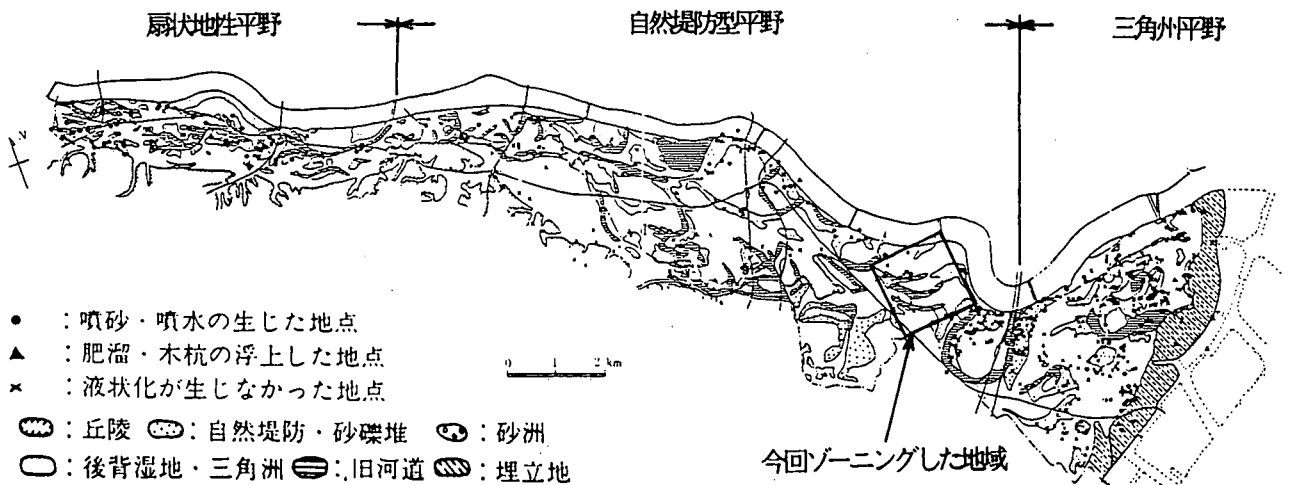 扇状地性平野 自然堤防型平野 三角州平野
N
● : 噴砂・噴水の生じた地点
▲ : 肥溜・木杭の浮上した地点
× : 液状化が生じなかった地点
0 1 2 km
: 丘陵 : 自然堤防・砂礫堆 : 砂洲
: 後背湿地・三角洲 : 旧河道 : 埋立地
今回ゾーニングした地域